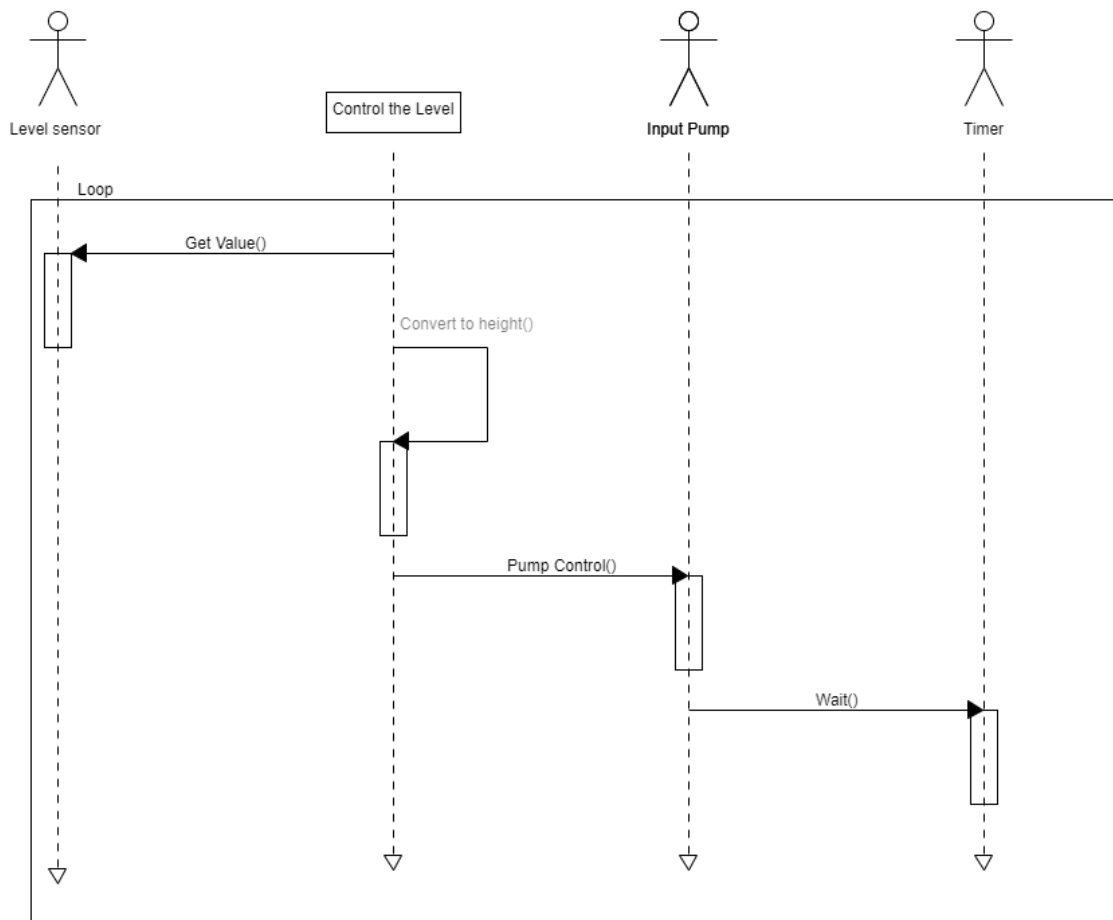 Control the Level
Level sensor
Input Pump
Timer
Loop
Get Value()
Convert to height()
Pump Control()
Wait()